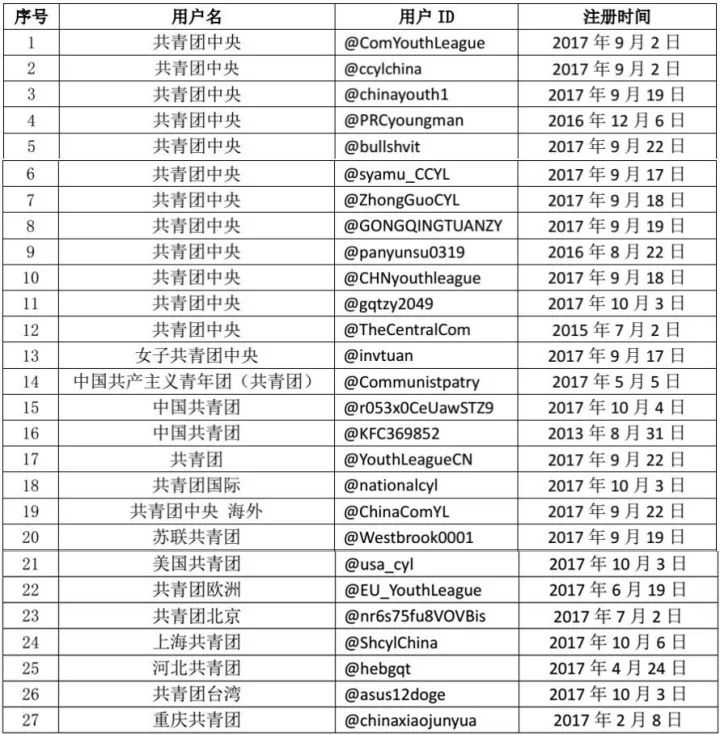 序号 用户名 用户 ID 注册时间
1 共青团中央 @ComYouthLeague 2017 年 9 月 2 日
2 共青团中央 @ccylchina 2017 年 9 月 2 日
3 共青团中央 @chinayouth1 2017 年 9 月 19 日
4 共青团中央 @PRCyoungman 2016 年 12 月 6 日
5 共青团中央 @bullshvit 2017 年 9 月 22 日
6 共青团中央 @syamu_CCYL 2017 年 9 月 17 日
7 共青团中央 @ZhongGuoCYL 2017 年 9 月 18 日
8 共青团中央 @GONGQINGTUANZY 2017 年 9 月 19 日
9 共青团中央 @panyunsu0319 2016 年 8 月 22 日
10 共青团中央 @CHNyouthleague 2017 年 9 月 18 日
11 共青团中央 @gqtzy2049 2017 年 10 月 3 日
12 共青团中央 @TheCentralCom 2015 年 7 月 2 日
13 女子共青团中央 @invtuan 2017 年 9 月 17 日
14 中国共产主义青年团（共青团） @Communistpatry 2017 年 5 月 5 日
15 中国共青团 @r053x0CeUawSTZ9 2017 年 10 月 4 日
16 中国共青团 @KFC369852 2013 年 8 月 31 日
17 共青团 @YouthLeagueCN 2017 年 9 月 22 日
18 共青团国际 @nationalcyl 2017 年 10 月 3 日
19 共青团中央 海外 @ChinaComYL 2017 年 9 月 22 日
20 苏联共青团 @Westbrook0001 2017 年 9 月 19 日
21 美国共青团 @usa_cyl 2017 年 10 月 3 日
22 共青团欧洲 @EU_YouthLeague 2017 年 6 月 19 日
23 共青团北京 @nr6s75fu8VOVBis 2017 年 7 月 2 日
24 上海共青团 @ShcylChina 2017 年 10 月 6 日
25 河北共青团 @hebgqt 2017 年 4 月 24 日
26 共青团台湾 @asus12doge 2017 年 10 月 3 日
27 重庆共青团 @chinaxiaojunyua 2017 年 2 月 8 日